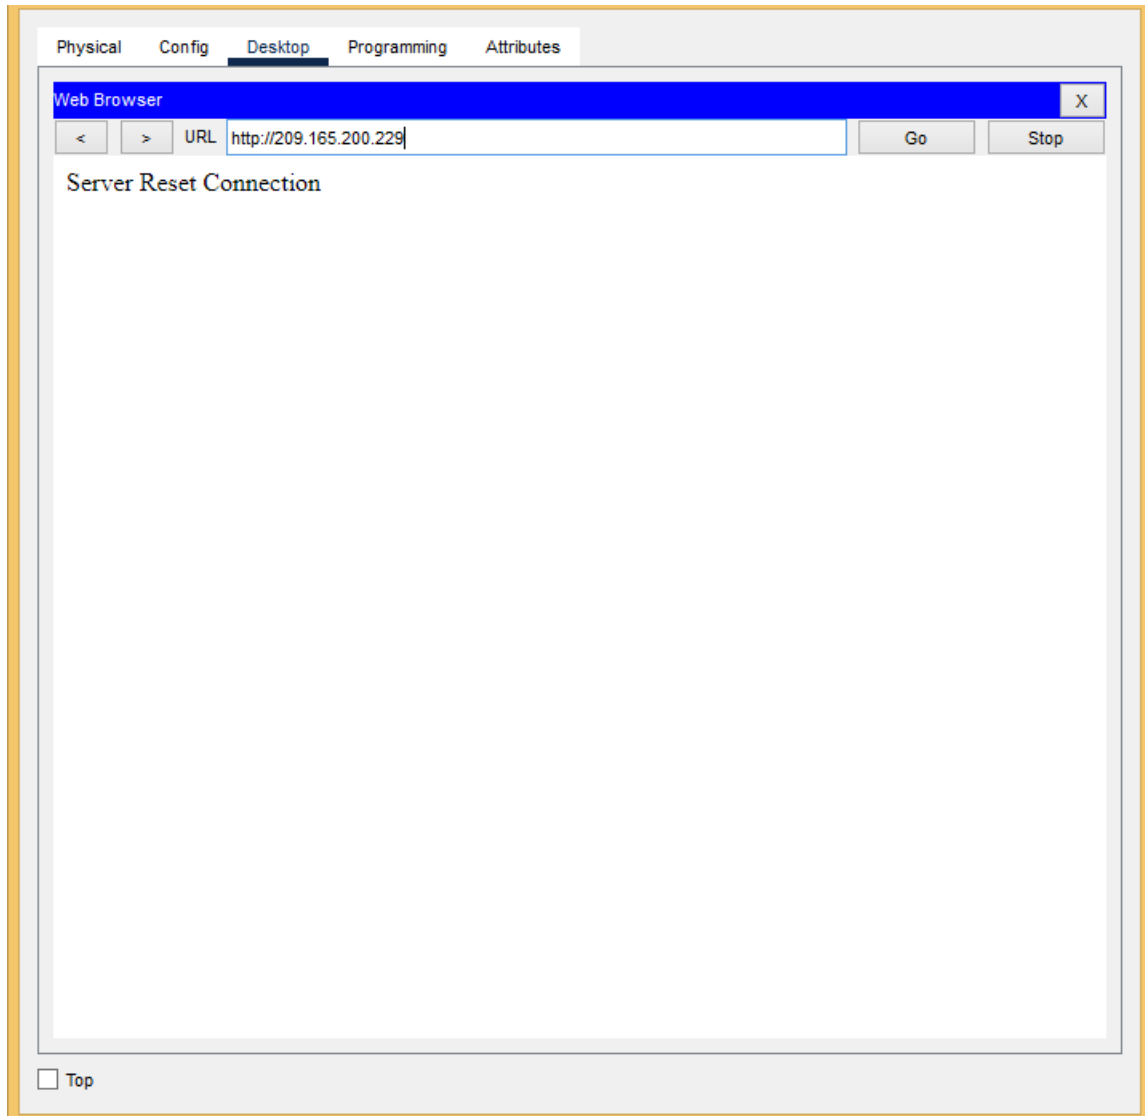 Physical Config Desktop Programming Attributes
Web Browser X
< > URL http://209.165.200.229 Go Stop
Server Reset Connection
Top